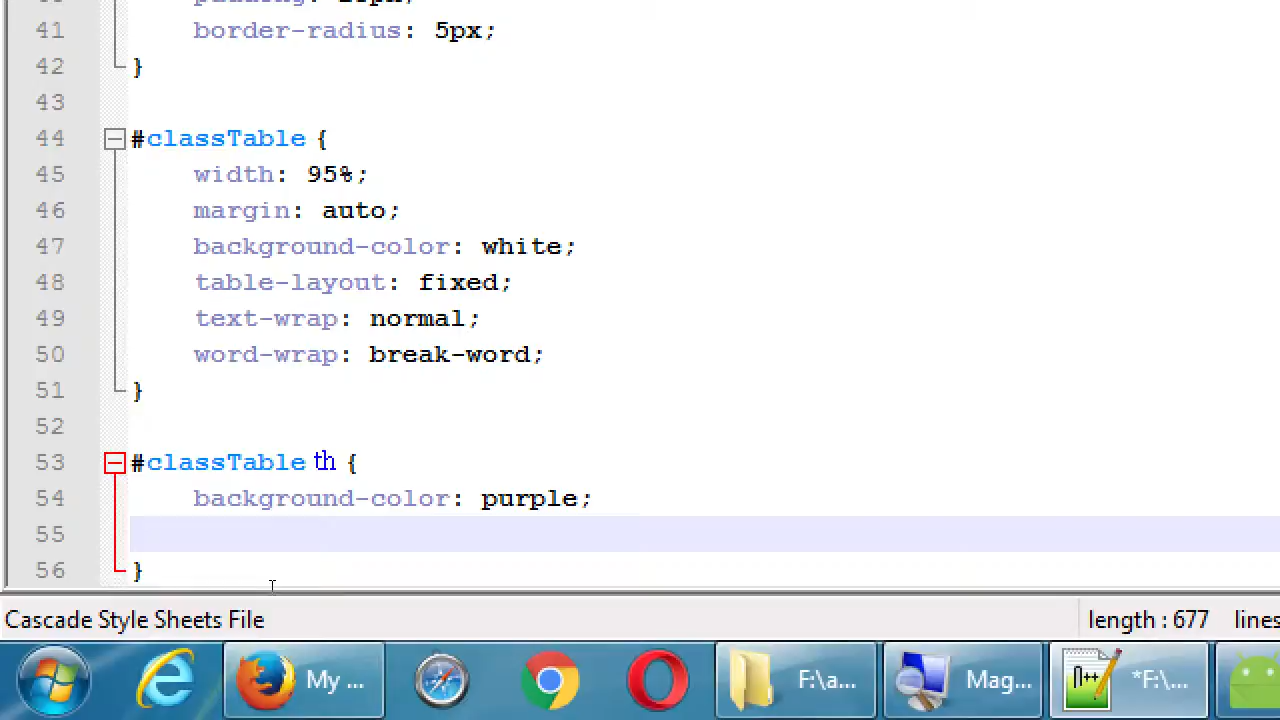 41 border-radius: 5px;
42 }
43
44 #classTable {
45 width: 95%;
46 margin: auto;
47 background-color: white;
48 table-layout: fixed;
49 text-wrap: normal;
50 word-wrap: break-word;
51 }
52
53 #classTable th {
54 background-color: purple;
55
56 }
Cascade Style Sheets File length : 677 lines
My ... F:\a... Mag... *F:\...